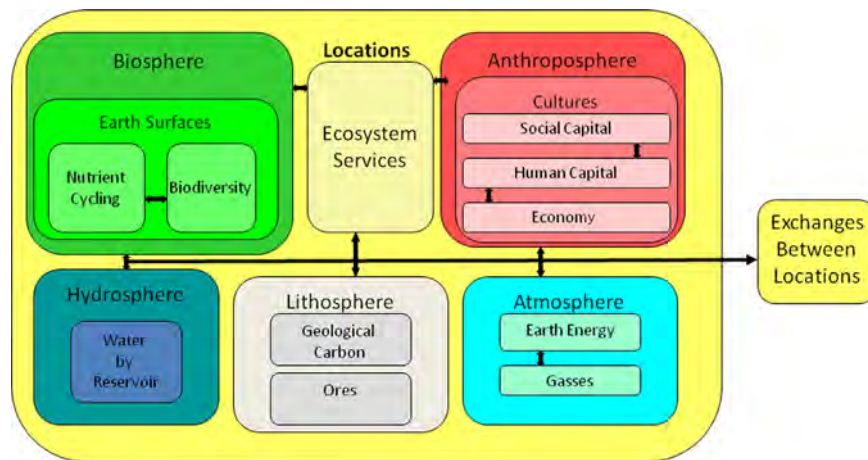 Locations
Biosphere
Earth Surfaces
Nutrient
Cycling
Biodiversity
Ecosystem
Services
Anthroposphere
Cultures
Social Capital
Human Capital
Economy
Exchanges
Between
Locations
Hydrosphere
Water
by
Reservoir
Lithosphere
Geological
Carbon
Ores
Atmosphere
Earth Energy
Gasses